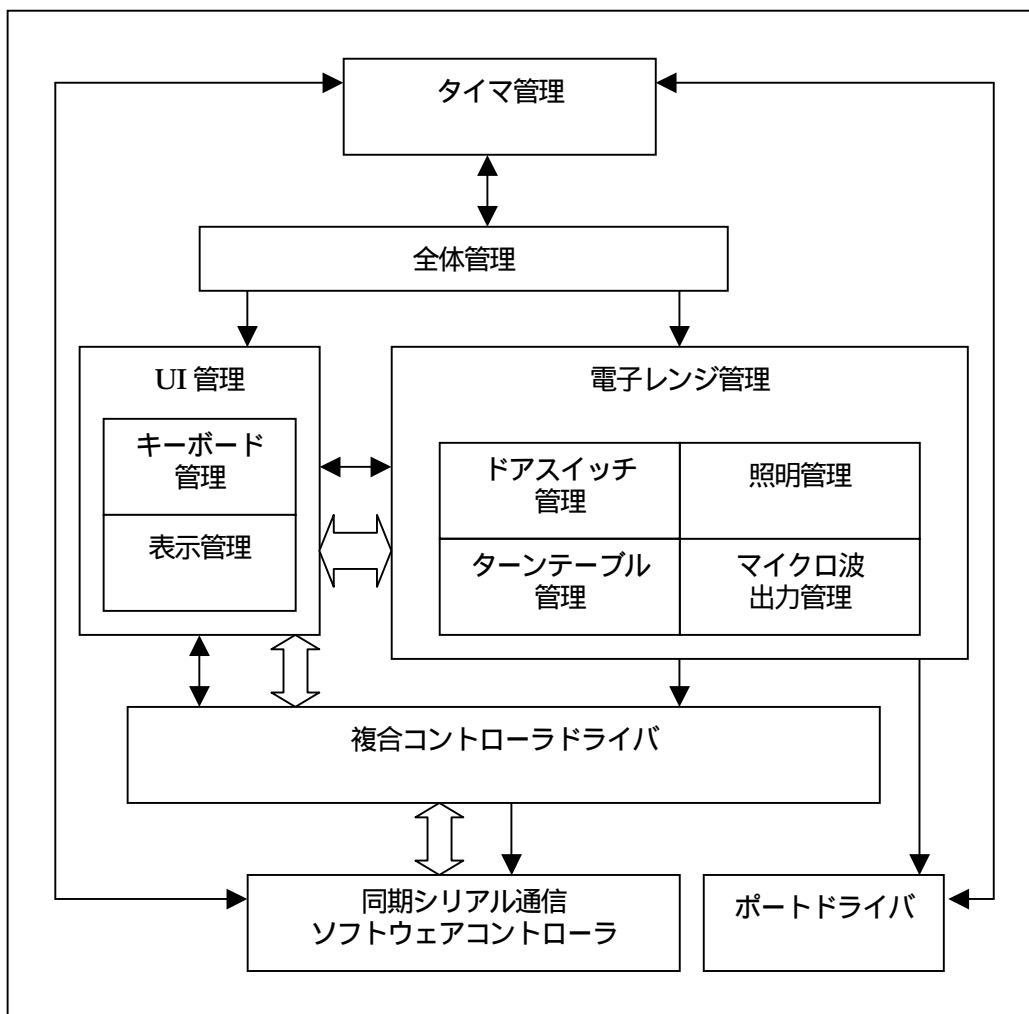 タイマ管理
全体管理
UI 管理
キーボード
管理
表示管理
電子レンジ管理
ドアスイッチ
管理
照明管理
ターンテーブル
管理
マイクロ波
出力管理
複合コントローラドライバ
同期シリアル通信
ソフトウェアコントローラ
ポートドライバ